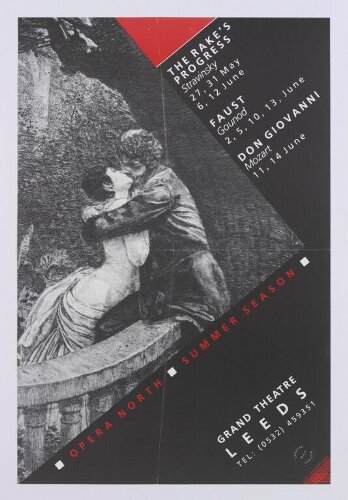 THE RAKE'S
PROGRESS
Stravinsky
27, 31 May
6, 12 June
FAUST
Gounod
2, 5, 10, 13, June
DON GIOVANNI
Mozart
11, 14 June
OPERA NORTH ■ SUMMER SEASON
GRAND THEATRE
LEEDS
TEL: (0532) 459351